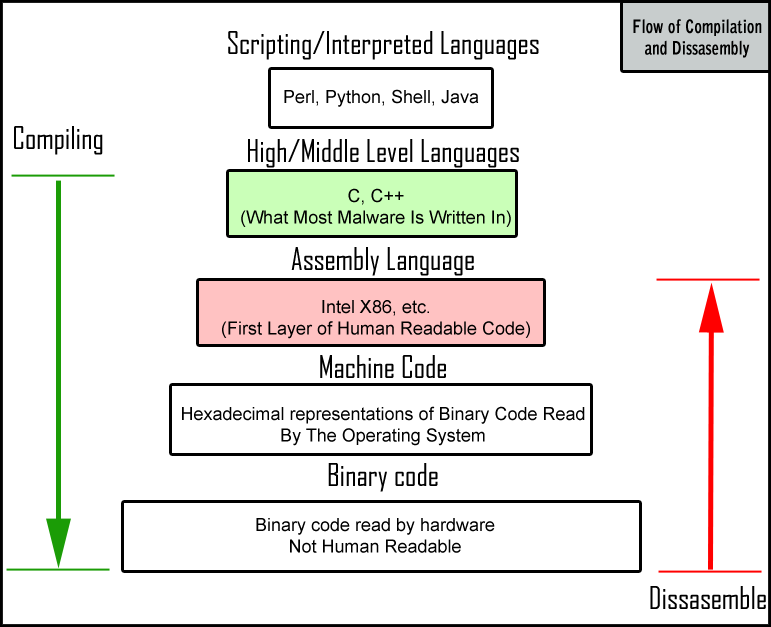 Flow of Compilation
and Dissasembly
Scripting/Interpreted Languages
Perl, Python, Shell, Java
Compiling
High/Middle Level Languages
C, C++
(What Most Malware Is Written In)
Assembly Language
Intel X86, etc.
(First Layer of Human Readable Code)
Machine Code
Hexadecimal representations of Binary Code Read
By The Operating System
Binary code
Binary code read by hardware
Not Human Readable
Dissasemble